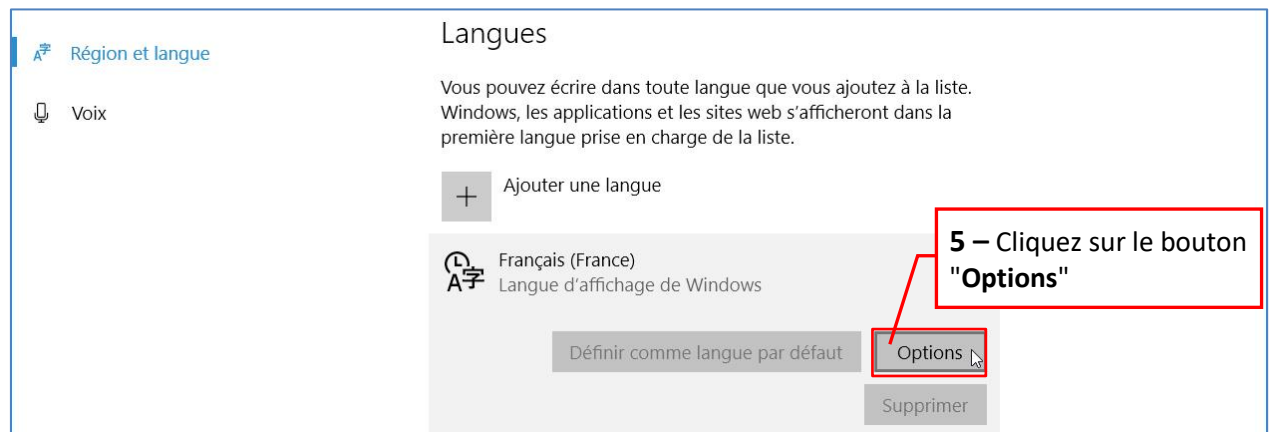 Région et langue
Voix
Langues
Vous pouvez écrire dans toute langue que vous ajoutez à la liste.
Windows, les applications et les sites web s’afficheront dans la
première langue prise en charge de la liste.
+ Ajouter une langue
A字 Français (France)
Langue d’affichage de Windows
5 – Cliquez sur le bouton
"Options"
Définir comme langue par défaut
Options
Supprimer